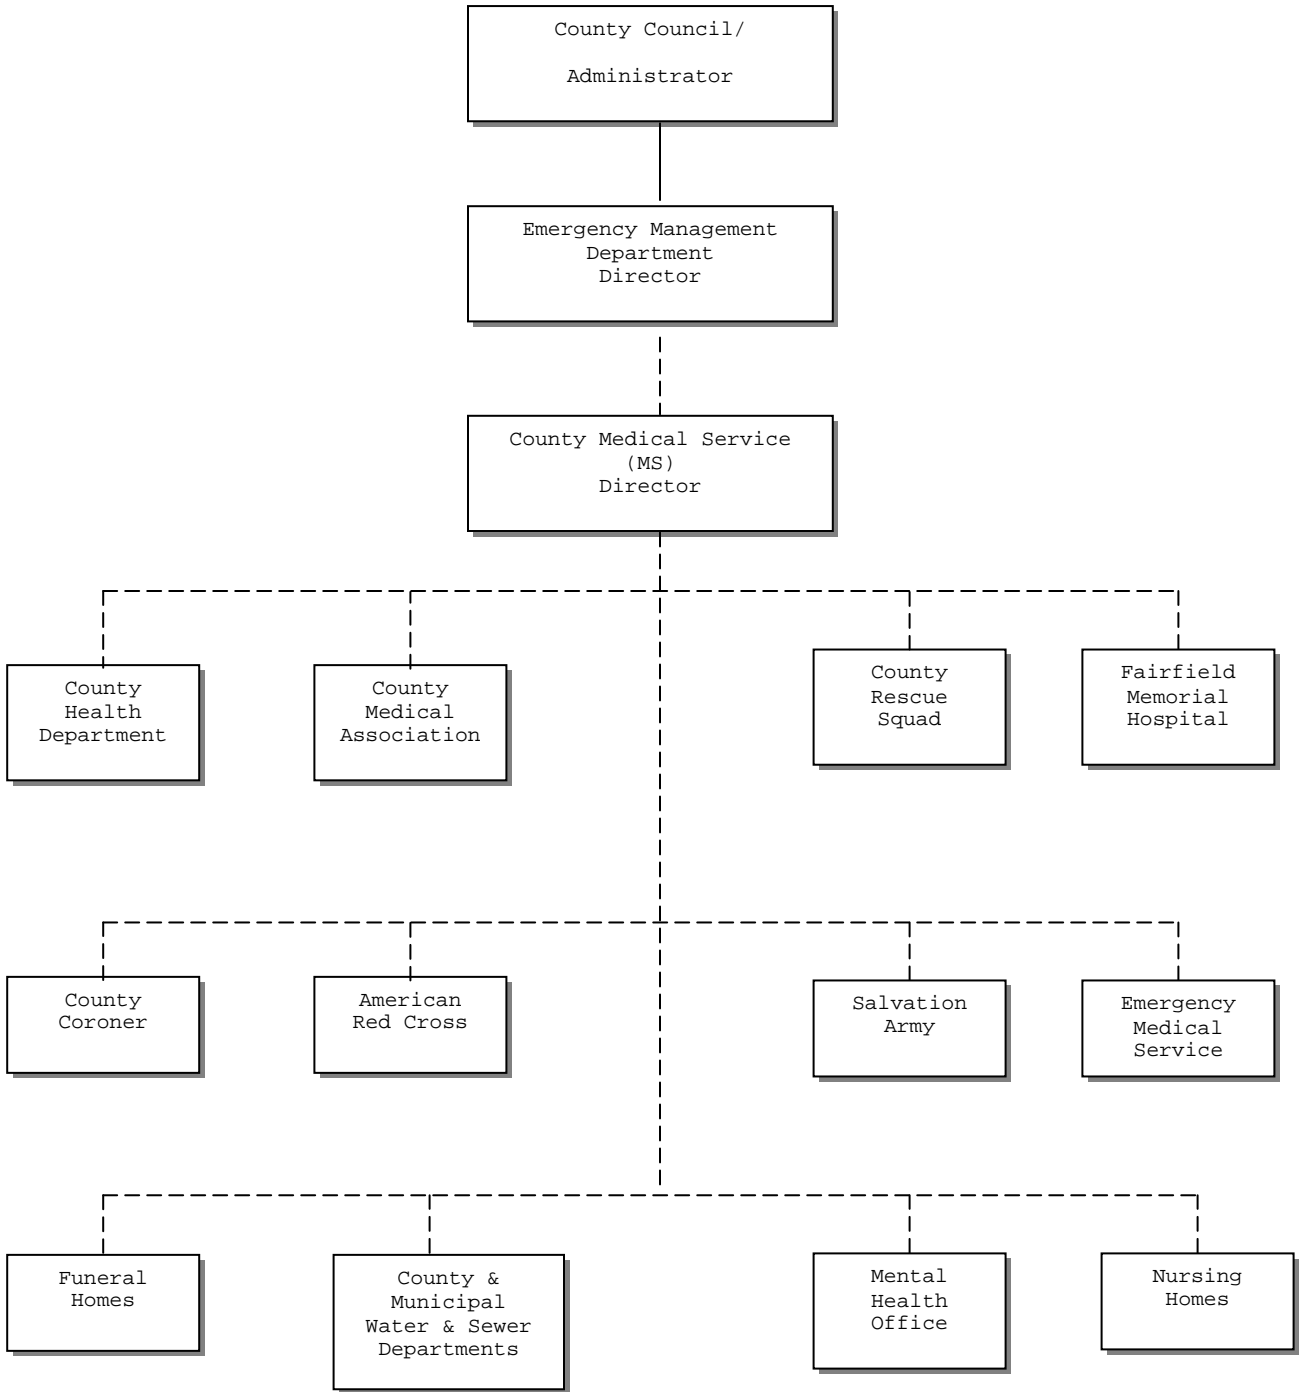 County Council/
Administrator
Emergency Management
Department
Director
County Medical Service
(MS)
Director
County
Health
Department
County
Medical
Association
County
Rescue
Squad
Fairfield
Memorial
Hospital
County
Coroner
American
Red Cross
Salvation
Army
Emergency
Medical
Service
Funeral
Homes
County &
Municipal
Water & Sewer
Departments
Mental
Health
Office
Nursing
Homes